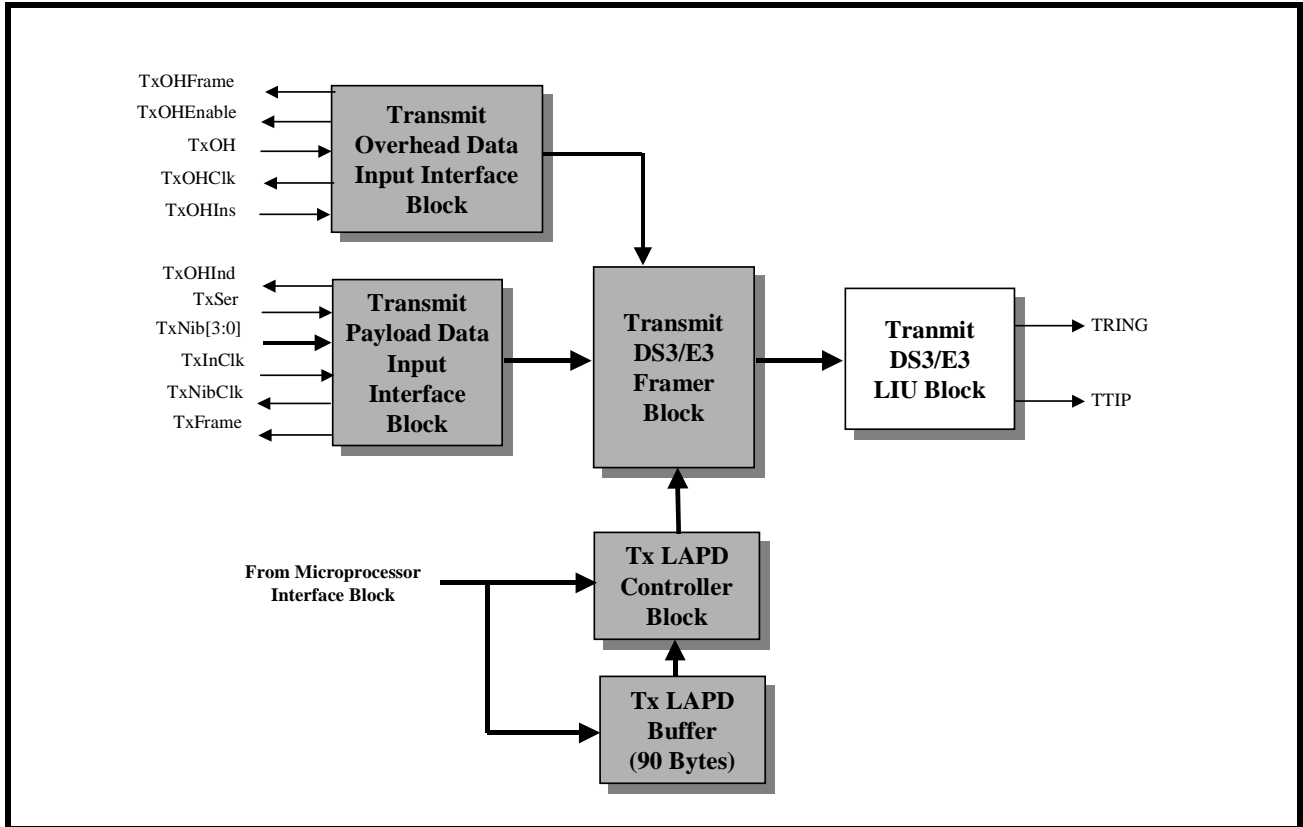 TxOHFrame
TxOHEnable
TxOH
TxOHClk
TxOHIns
Transmit
Overhead Data
Input Interface
Block
TxOHInd
TxSer
TxNib[3:0]
TxInClk
TxNibClk
TxFrame
Transmit
Payload Data
Input
Interface
Block
Transmit
DS3/E3
Framer
Block
Tranmit
DS3/E3
LIU Block
TRING
TTIP
From Microprocessor
Interface Block
Tx LAPD
Controller
Block
Tx LAPD
Buffer
(90 Bytes)